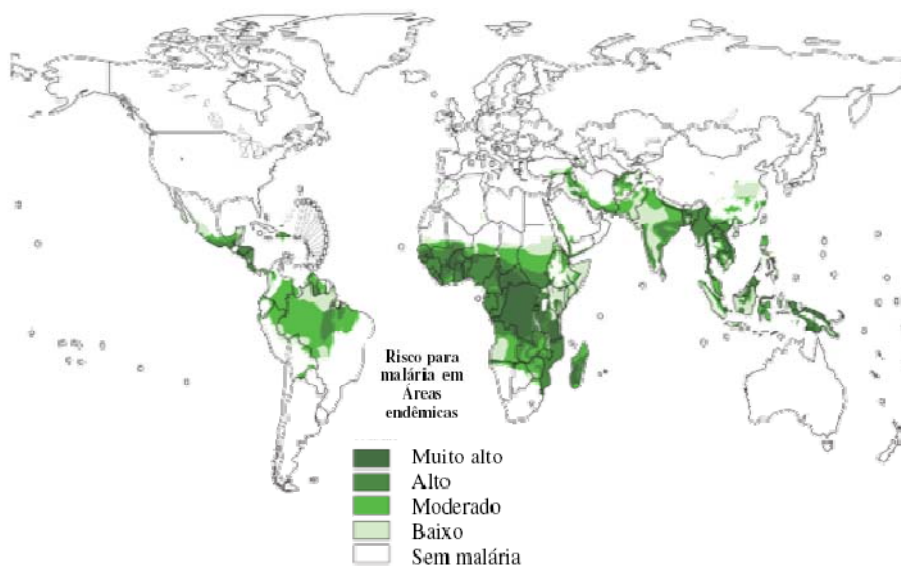 Risco para
malária em
Áreas
endêmicas
Muito alto
Alto
Moderado
Baixo
Sem malária